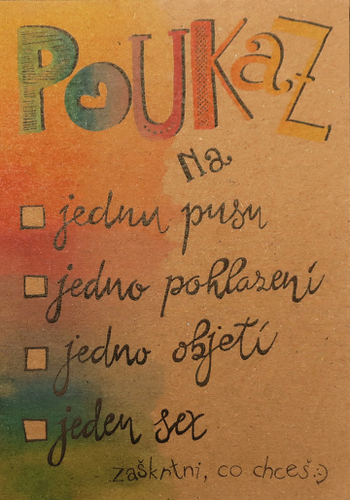 POUKAZ
na
jednu pusu
jedno pohlazení
jedno objetí
jeden sex
zaškrtni, co chceš :-)